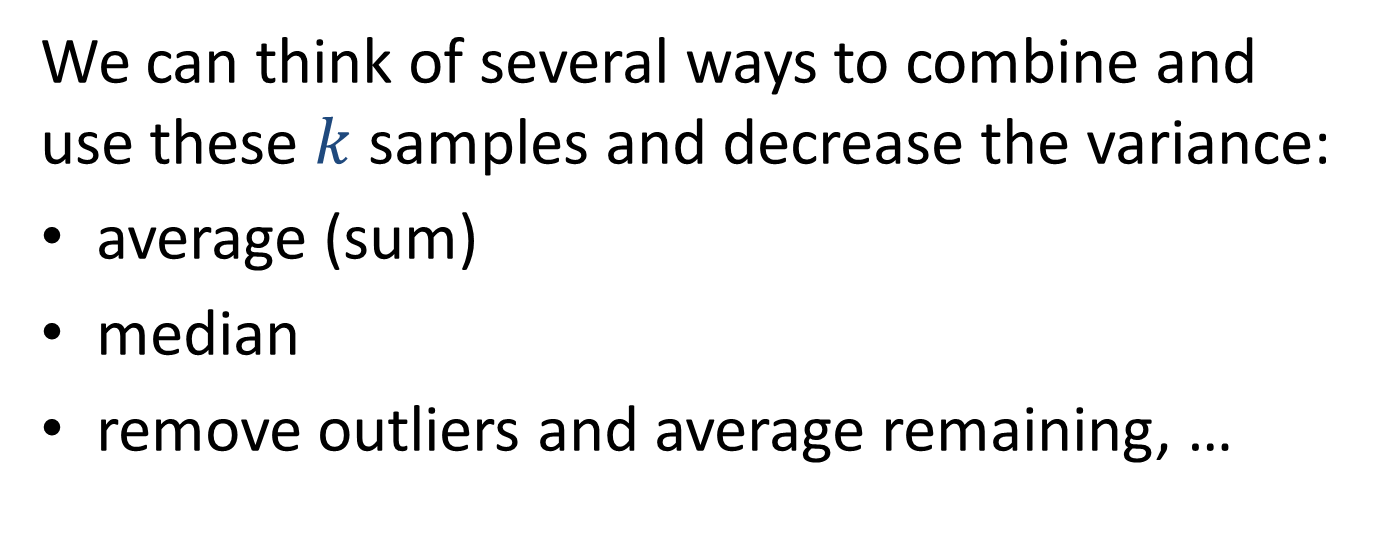 We can think of several ways to combine and
use these k samples and decrease the variance:
• average (sum)
• median
• remove outliers and average remaining, …